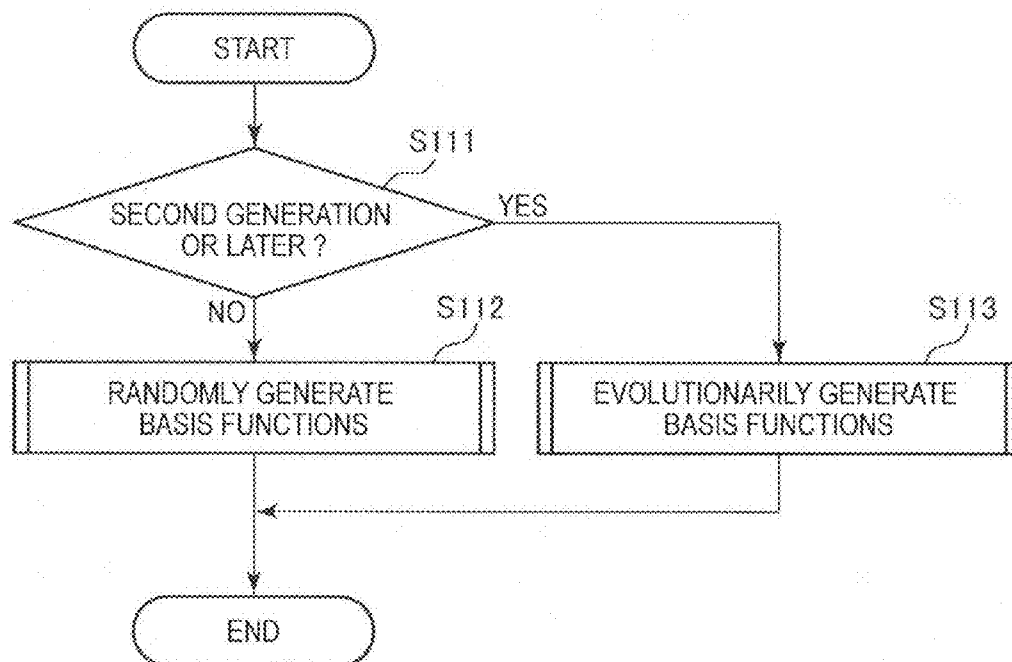 START
S111
SECOND GENERATION
OR LATER ?
YES
NO
S112
RANDOMLY GENERATE
BASIS FUNCTIONS
S113
EVOLUTIONARILY GENERATE
BASIS FUNCTIONS
END